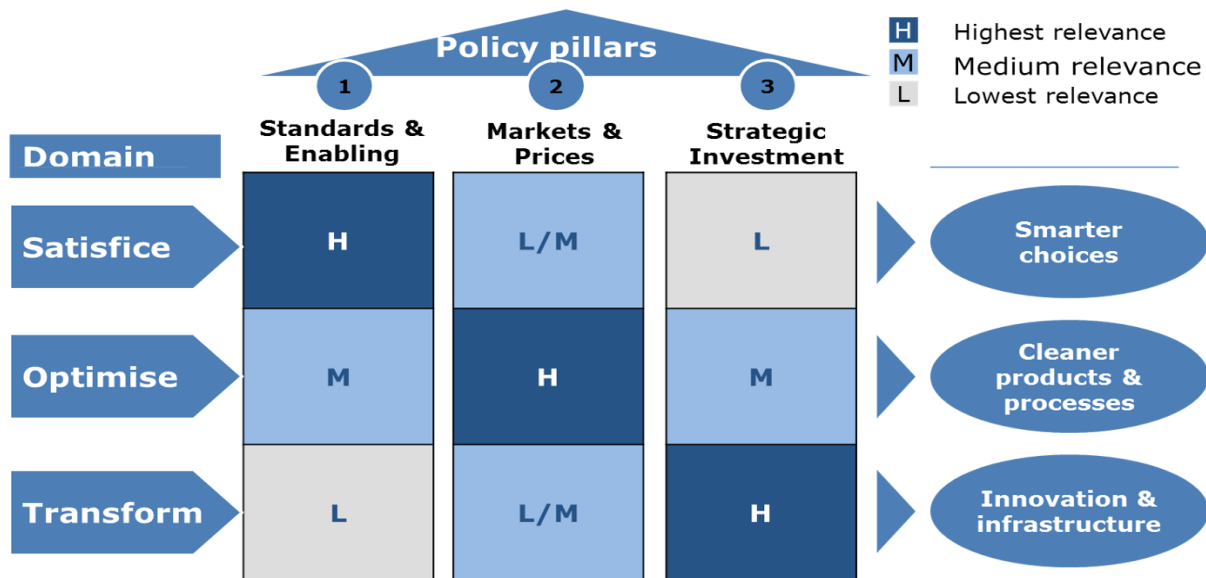 Policy pillars
H Highest relevance
M Medium relevance
L Lowest relevance
1 2 3
Standards &
Enabling
Markets &
Prices
Strategic
Investment
Domain
Satisfice
H
L/M
L
Smarter
choices
Optimise
M
H
M
Cleaner
products &
processes
Transform
L
L/M
H
Innovation &
infrastructure